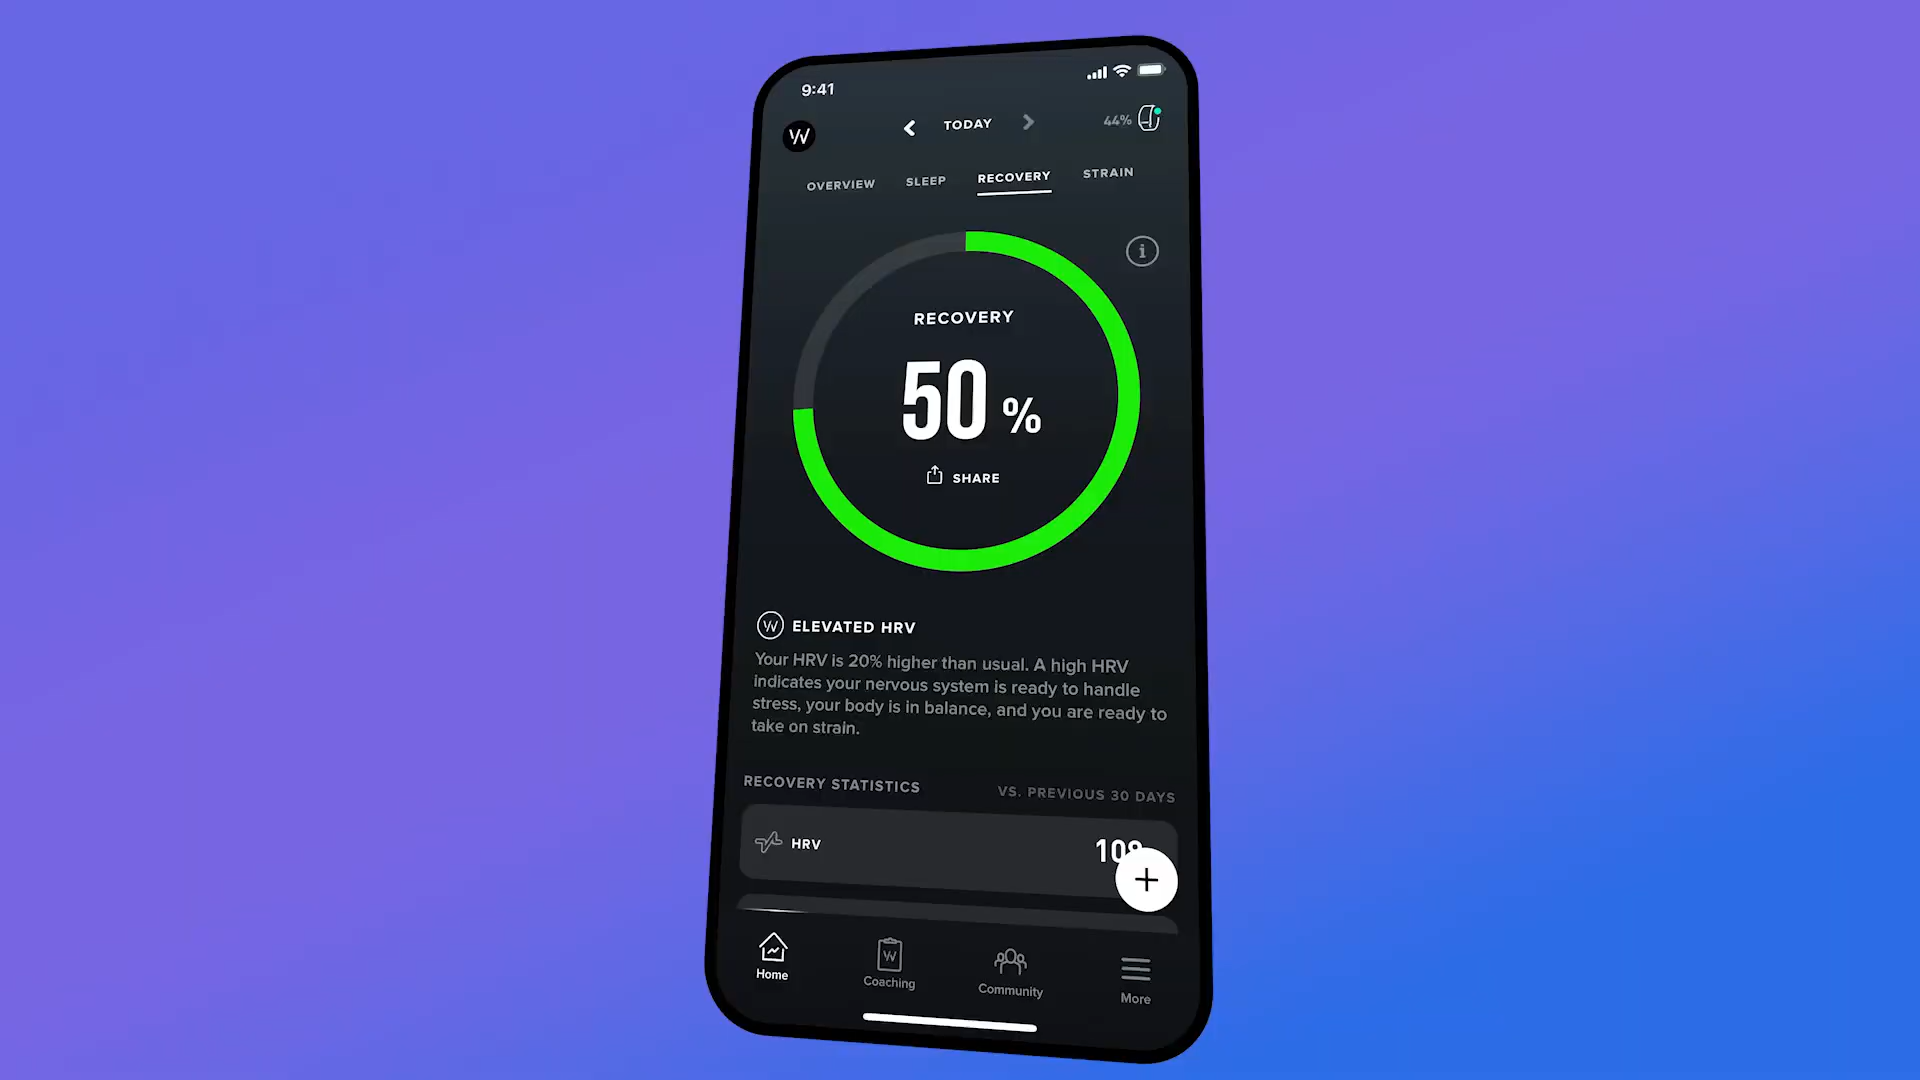 9:41
TODAY
44%
OVERVIEW SLEEP RECOVERY STRAIN
RECOVERY
50 %
SHARE
ELEVATED HRV
Your HRV is 20% higher than usual. A high HRV
indicates your nervous system is ready to handle
stress, your body is in balance, and you are ready to
take on strain.
RECOVERY STATISTICS VS. PREVIOUS 30 DAYS
HRV
Home Coaching Community More